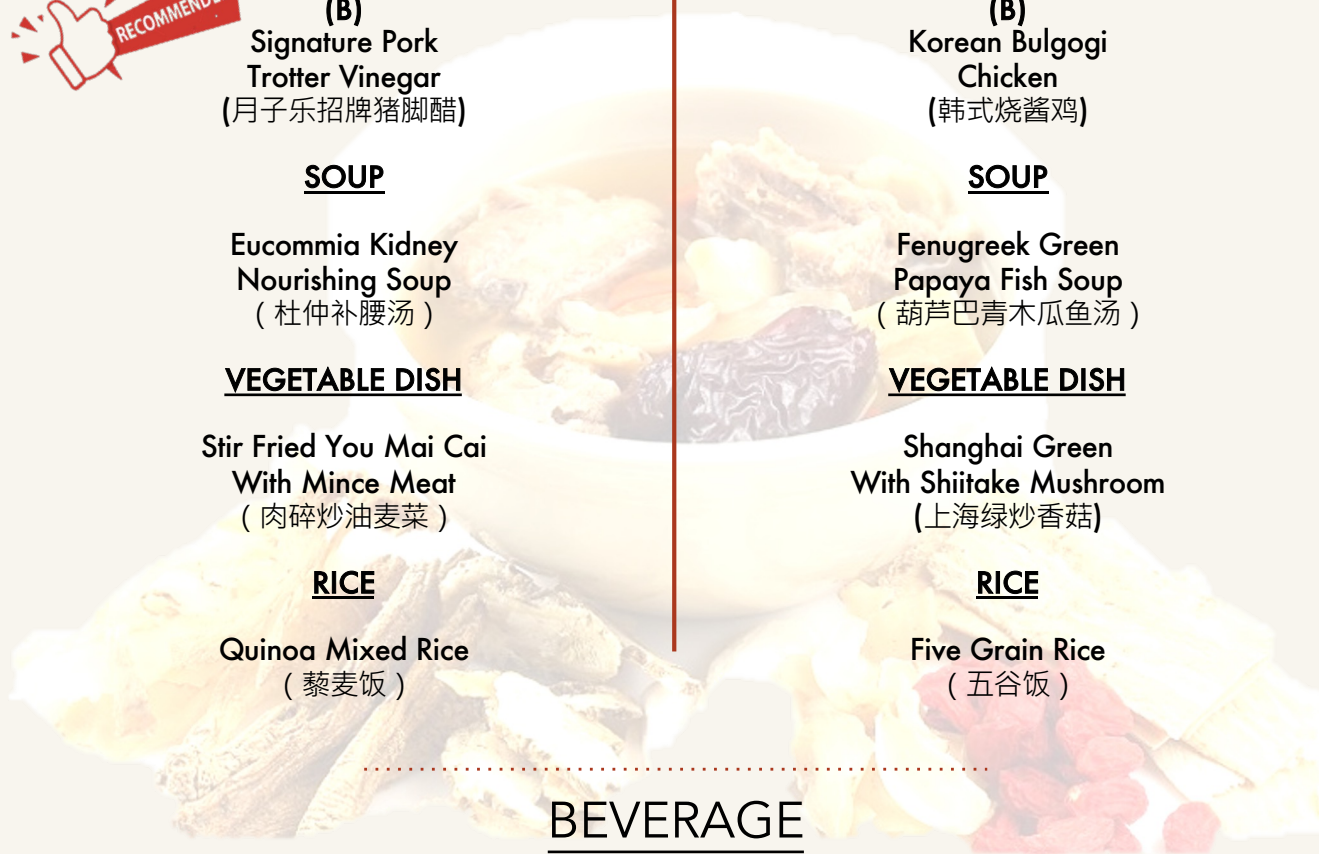 RECOMMENDE
(B)
Signature Pork
Trotter Vinegar
(月子乐招牌猪脚醋)
SOUP
Eucommia Kidney
Nourishing Soup
( 杜仲补腰汤 )
VEGETABLE DISH
Stir Fried You Mai Cai
With Mince Meat
( 肉碎炒油麦菜 )
RICE
Quinoa Mixed Rice
( 藜麦饭 )
(B)
Korean Bulgogi
Chicken
(韩式烧酱鸡)
SOUP
Fenugreek Green
Papaya Fish Soup
( 葫芦巴青木瓜鱼汤 )
VEGETABLE DISH
Shanghai Green
With Shiitake Mushroom
(上海绿炒香菇)
RICE
Five Grain Rice
( 五谷饭 )
BEVERAGE